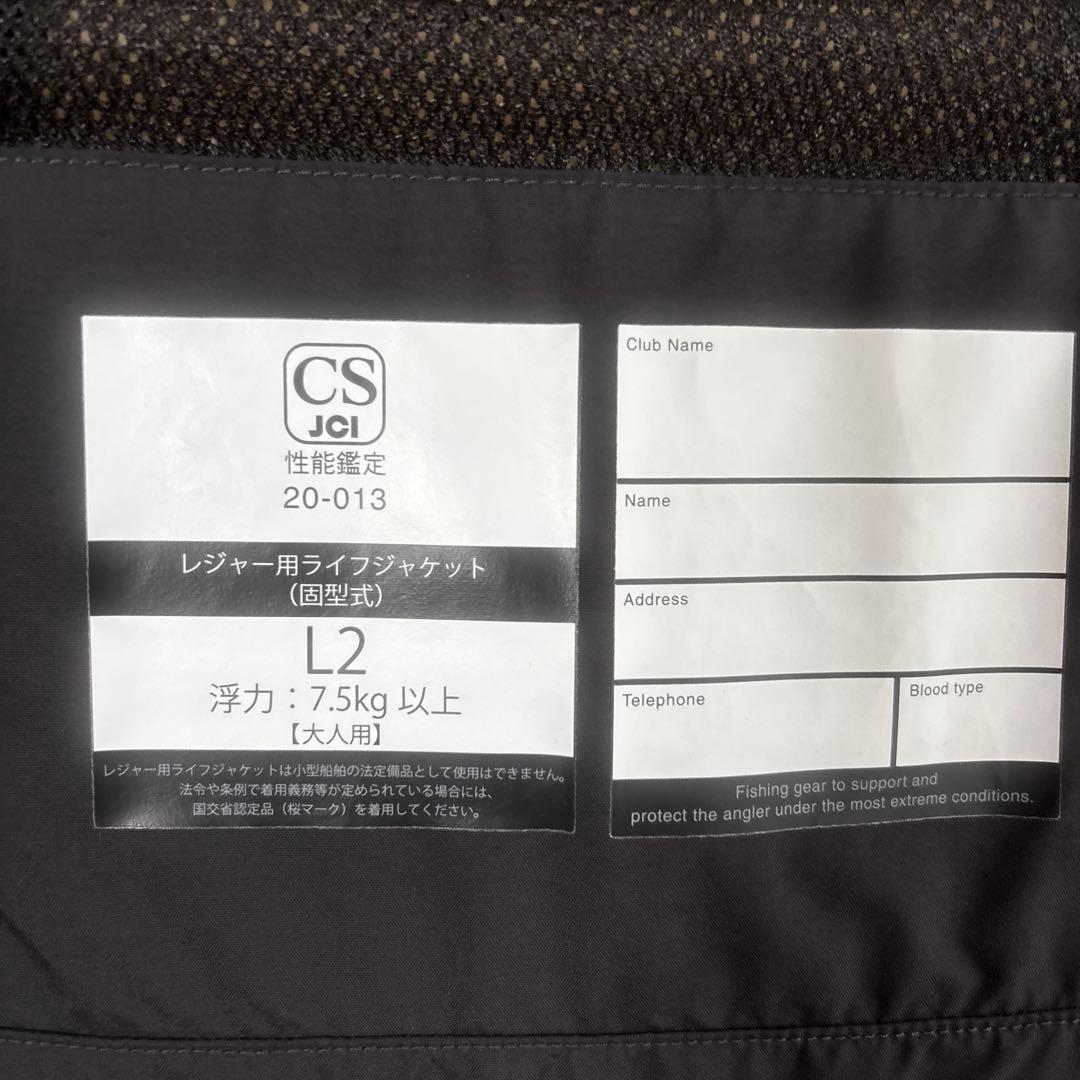 CS
JCI
性能鑑定
20-013
レジャー用ライフジャケット
（固型式）
L2
浮力：7.5kg 以上
【大人用】
レジャー用ライフジャケットは小型船舶の法定備品として使用はできません。
法令や条例で着用義務等が定められている場合には、
国交省認定品（桜マーク）を着用してください。
Club Name
Name
Address
Telephone
Blood type
Fishing gear to support and
protect the angler under the most extreme conditions.